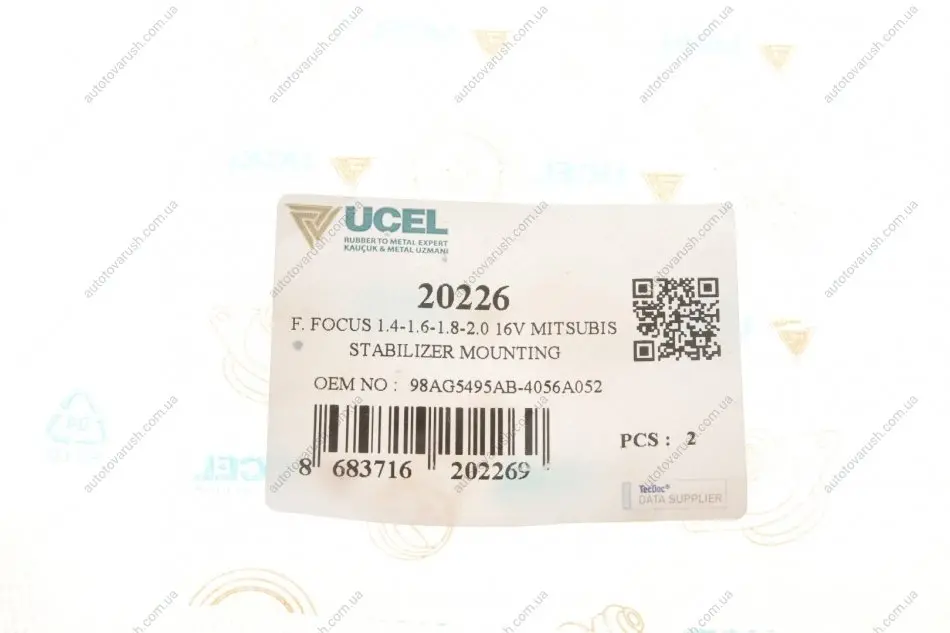 UCEL
RUBBER TO METAL EXPERT
KAUÇUK & METAL UZMANI
20226
F. FOCUS 1.4-1.6-1.8-2.0 16V MITSUBIS
STABILIZER MOUNTING
OEM NO : 98AG5495AB-4056A052
8 683716 202269
PCS : 2
TecDoc®
DATA SUPPLIER
autotovarush.com.ua